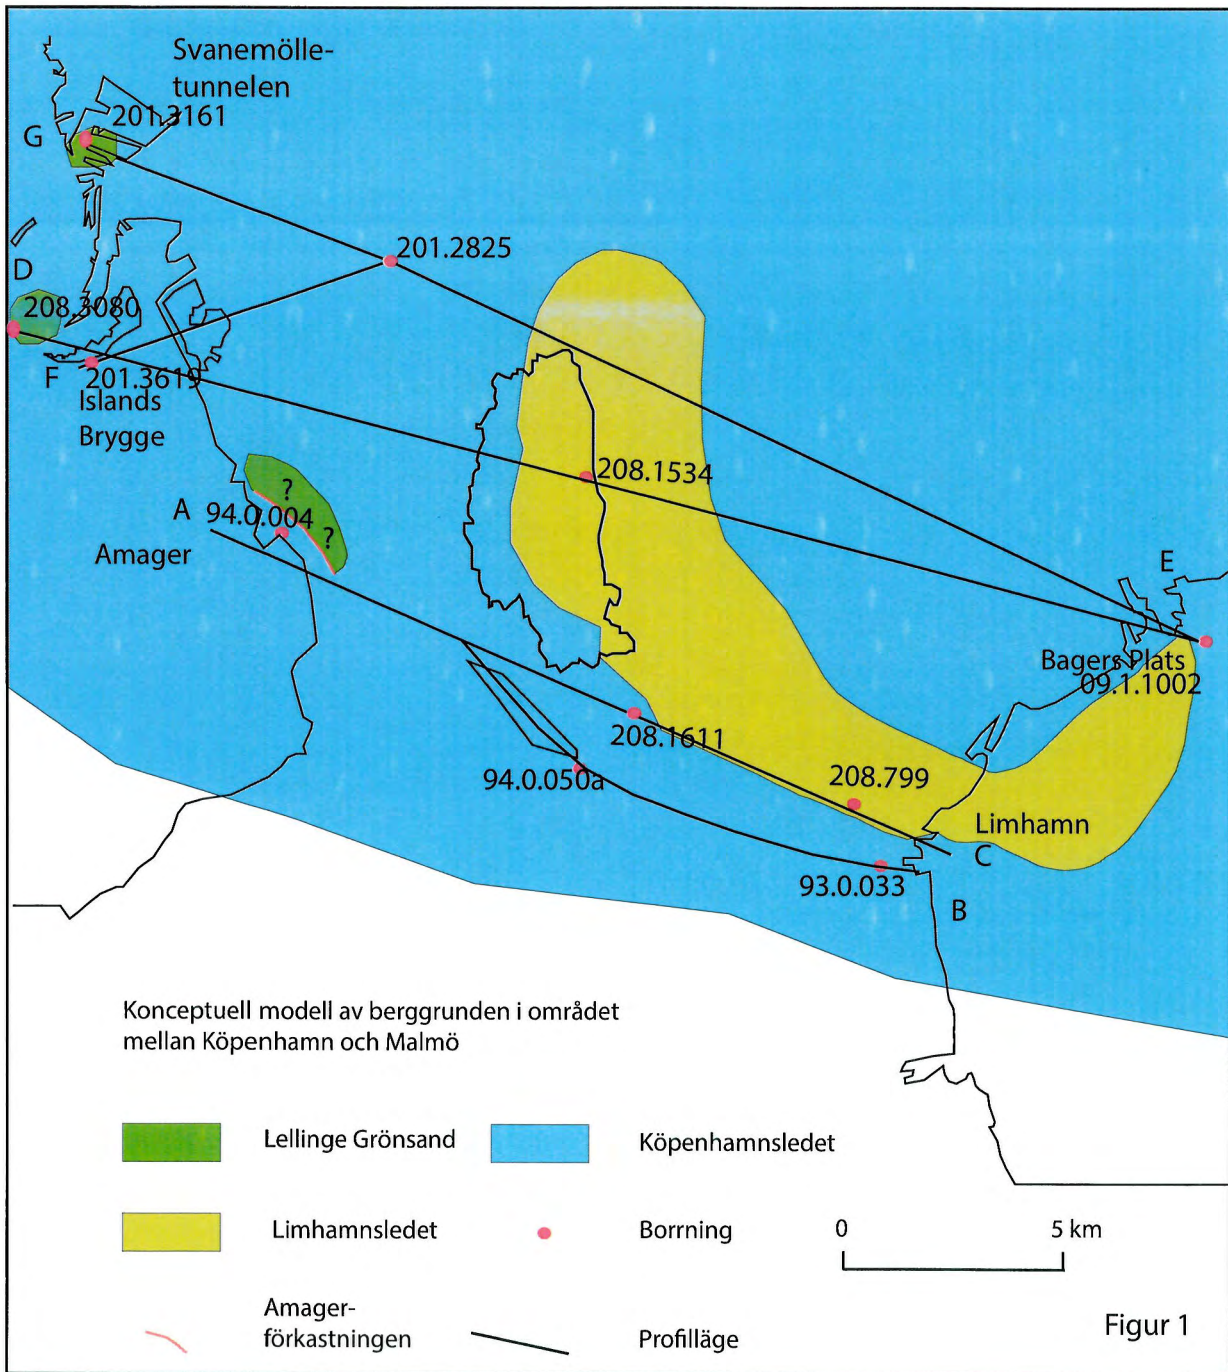 Svanemölle-
tunnelen
201.3161
G
201.2825
D
208.3080
F
201.3619
Islands
Brygge
208.1534
?
A
94.0.004
?
Amager
E
Bagers Plats
09.1.1002
208.1611
94.0.050a
208.799
Limhamn
C
93.0.033
B
Konceptuell modell av berggrunden i området
mellan Köpenhamn och Malmö
Lellinge Grönsand
Köpenhamnsledet
Limhamnsledet
Borrning
0
5 km
Amager-
förkastningen
Profilläge
Figur 1